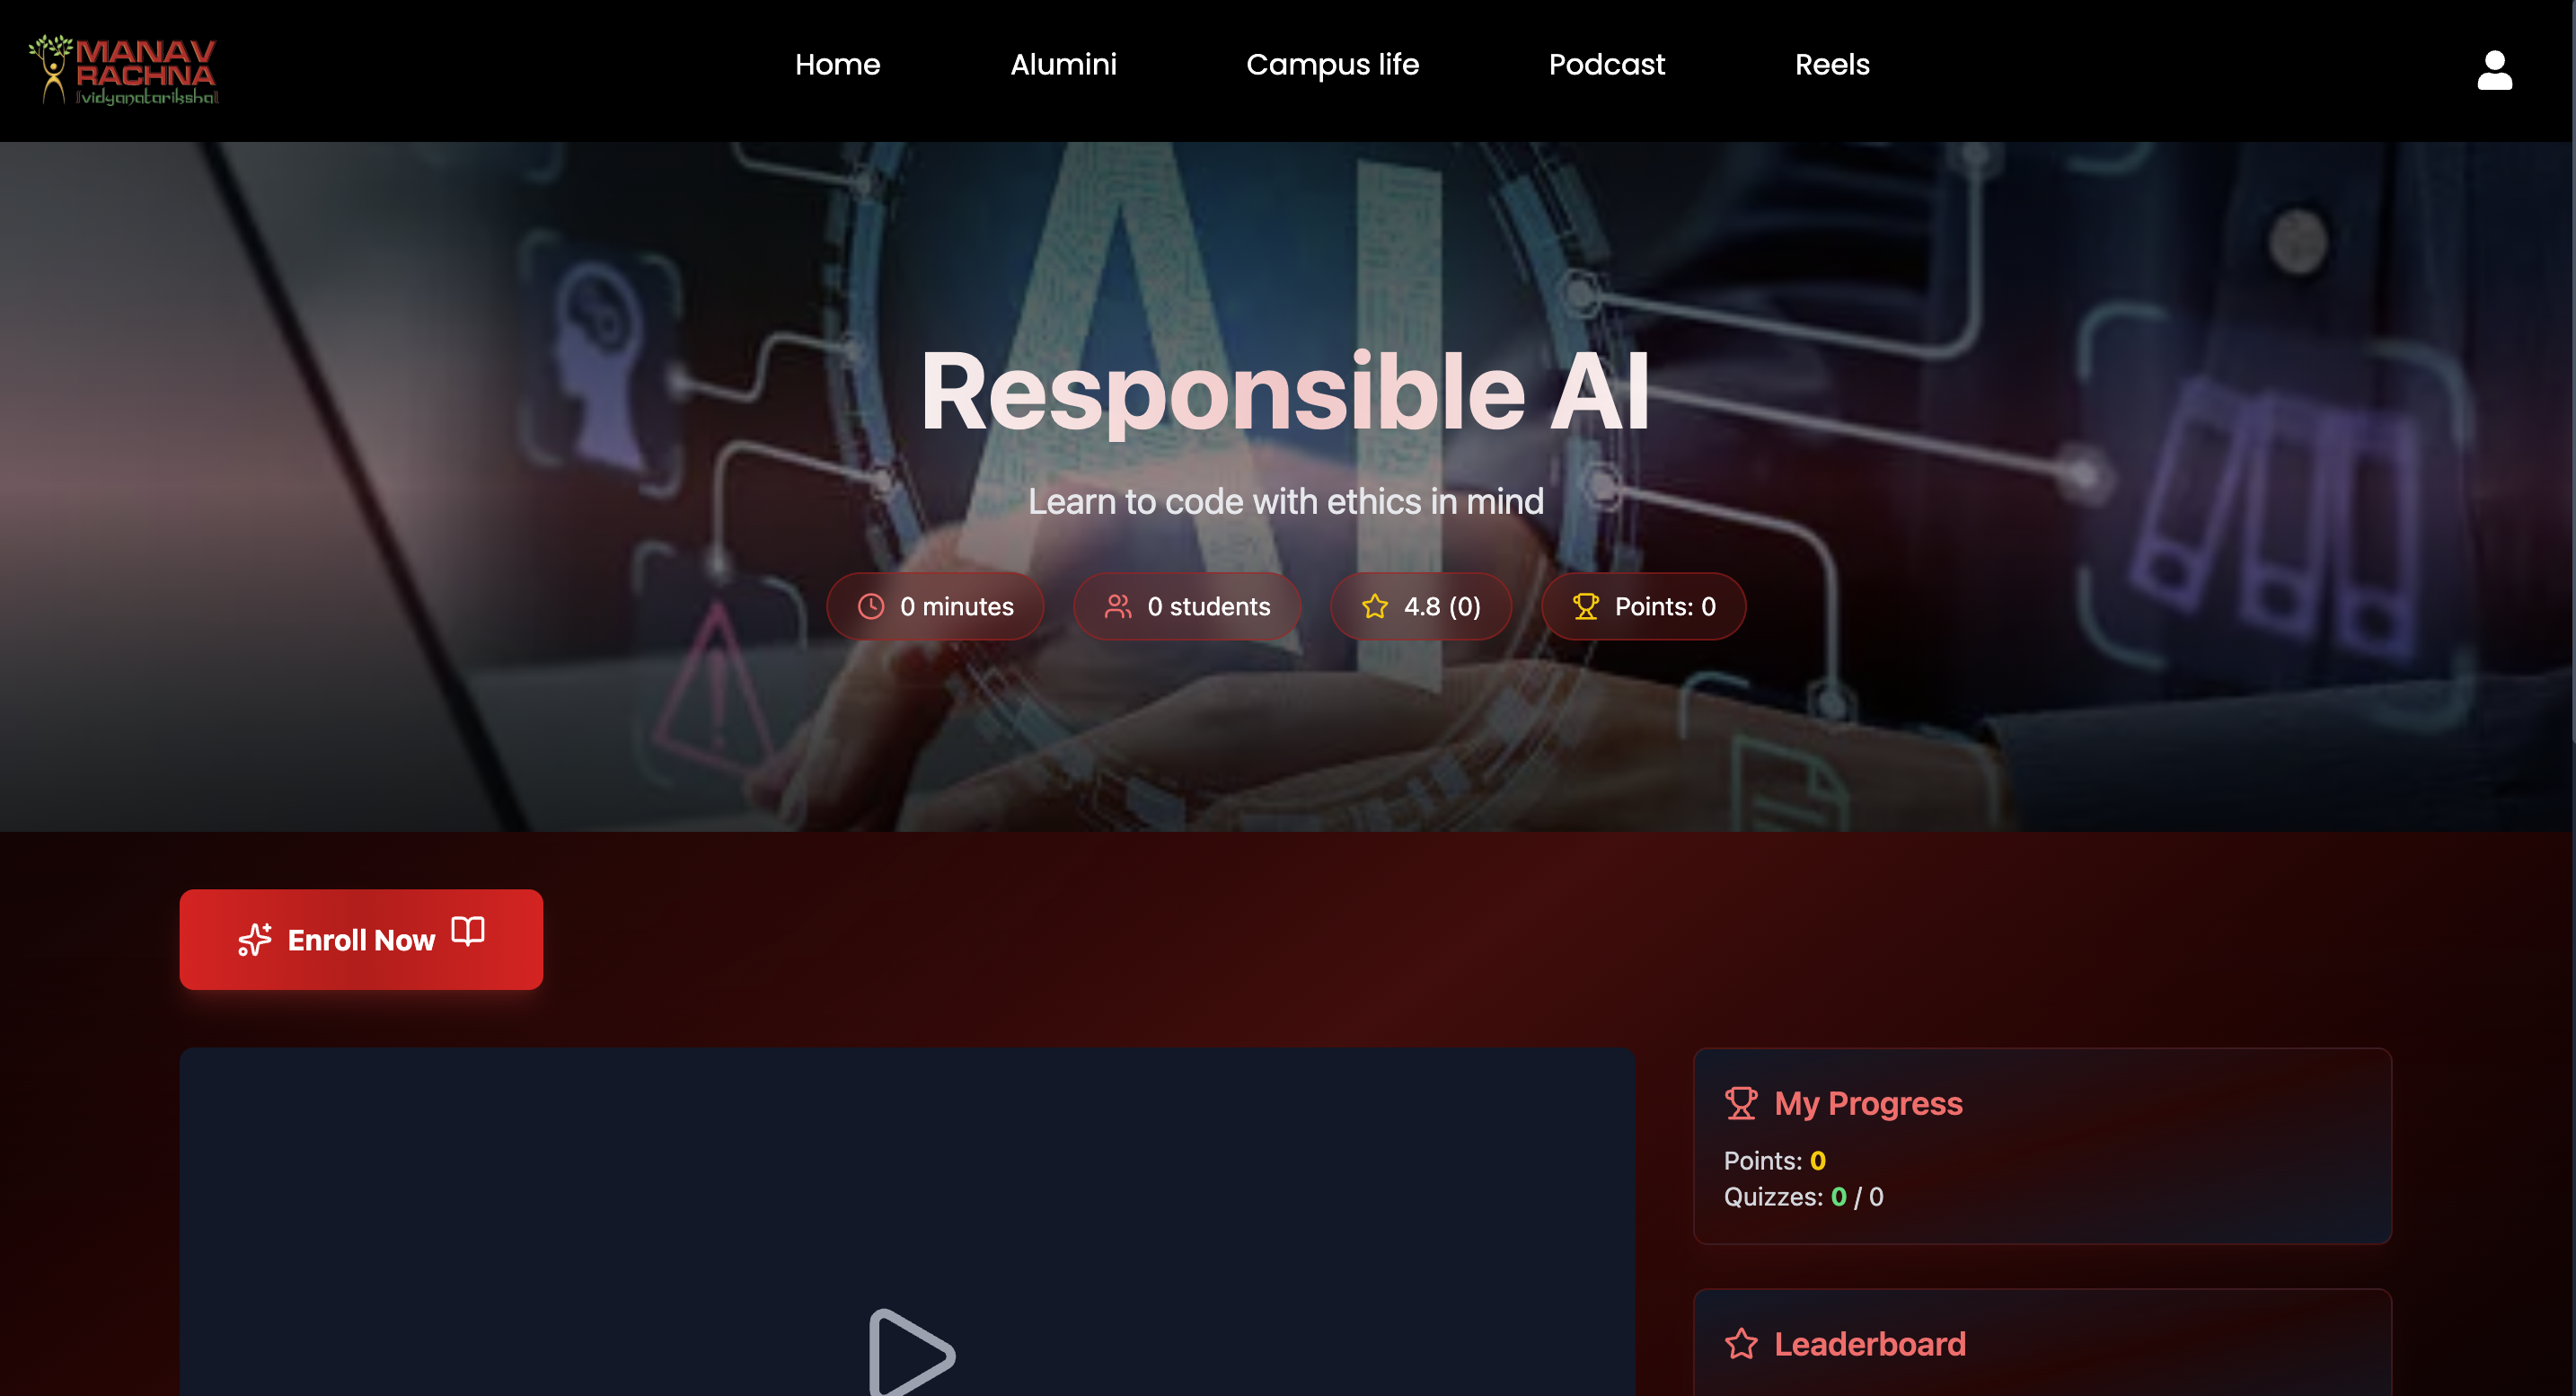 MANAV
RACHNA
vidyanatariksha
Home
Alumini
Campus life
Podcast
Reels
AI
Responsible AI
Learn to code with ethics in mind
0 minutes
0 students
4.8 (0)
Points: 0
Enroll Now
My Progress
Points: 0
Quizzes: 0 / 0
Leaderboard